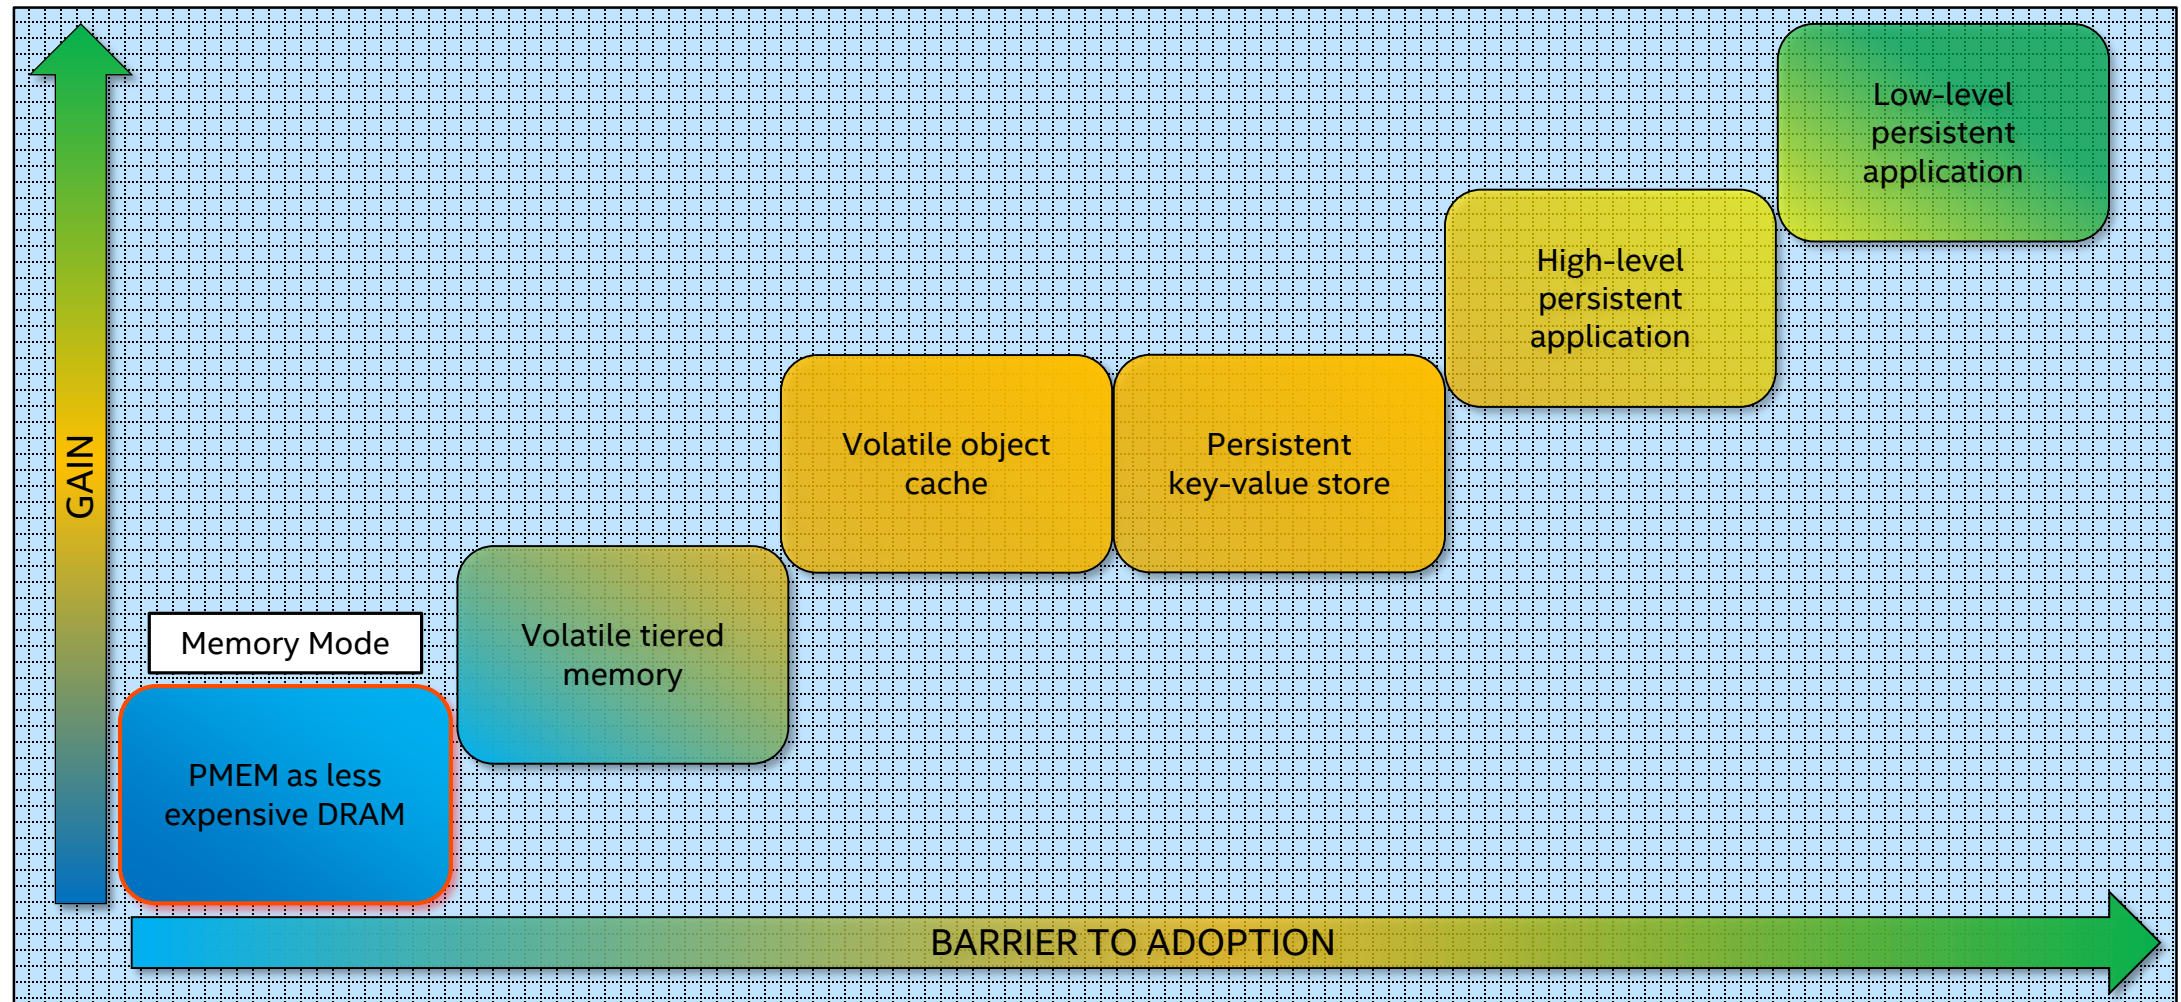 Low-level
persistent
application
High-level
persistent
application
Volatile object
cache
Persistent
key-value store
GAIN
Volatile tiered
memory
Memory Mode
PMEM as less
expensive DRAM
BARRIER TO ADOPTION